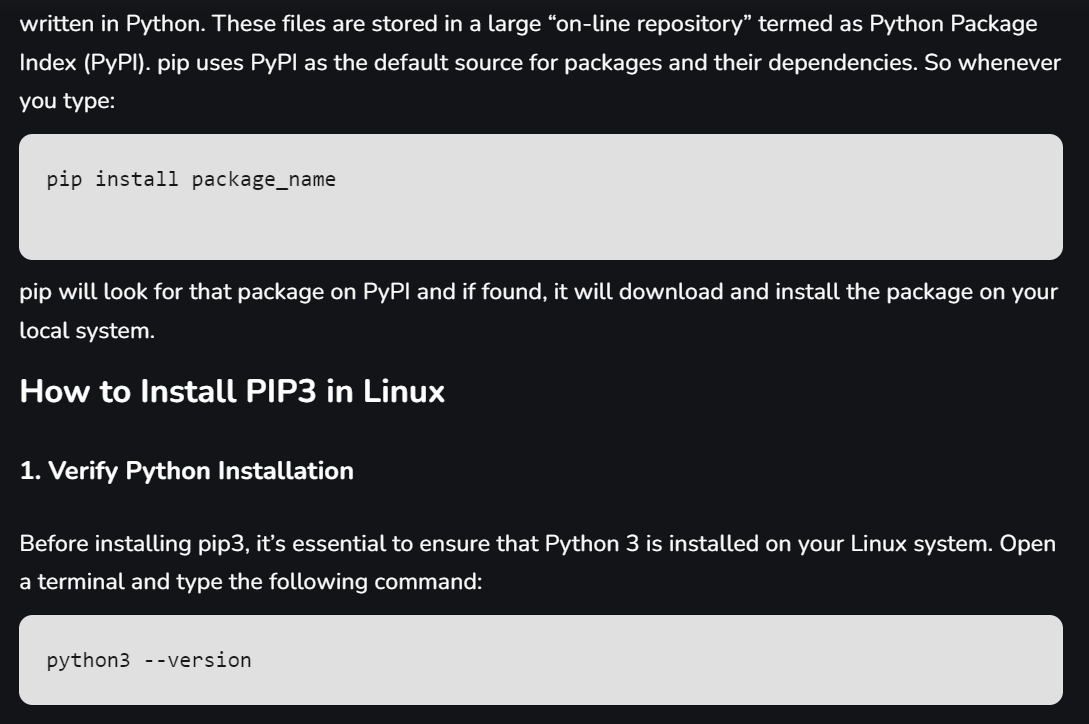 written in Python. These files are stored in a large “on-line repository” termed as Python Package
Index (PyPI). pip uses PyPI as the default source for packages and their dependencies. So whenever
you type:
pip install package_name
pip will look for that package on PyPI and if found, it will download and install the package on your
local system.
How to Install PIP3 in Linux
1. Verify Python Installation
Before installing pip3, it’s essential to ensure that Python 3 is installed on your Linux system. Open
a terminal and type the following command:
python3 --version